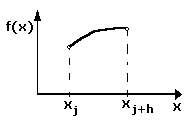 f(x)
x_j x_{j+h} x